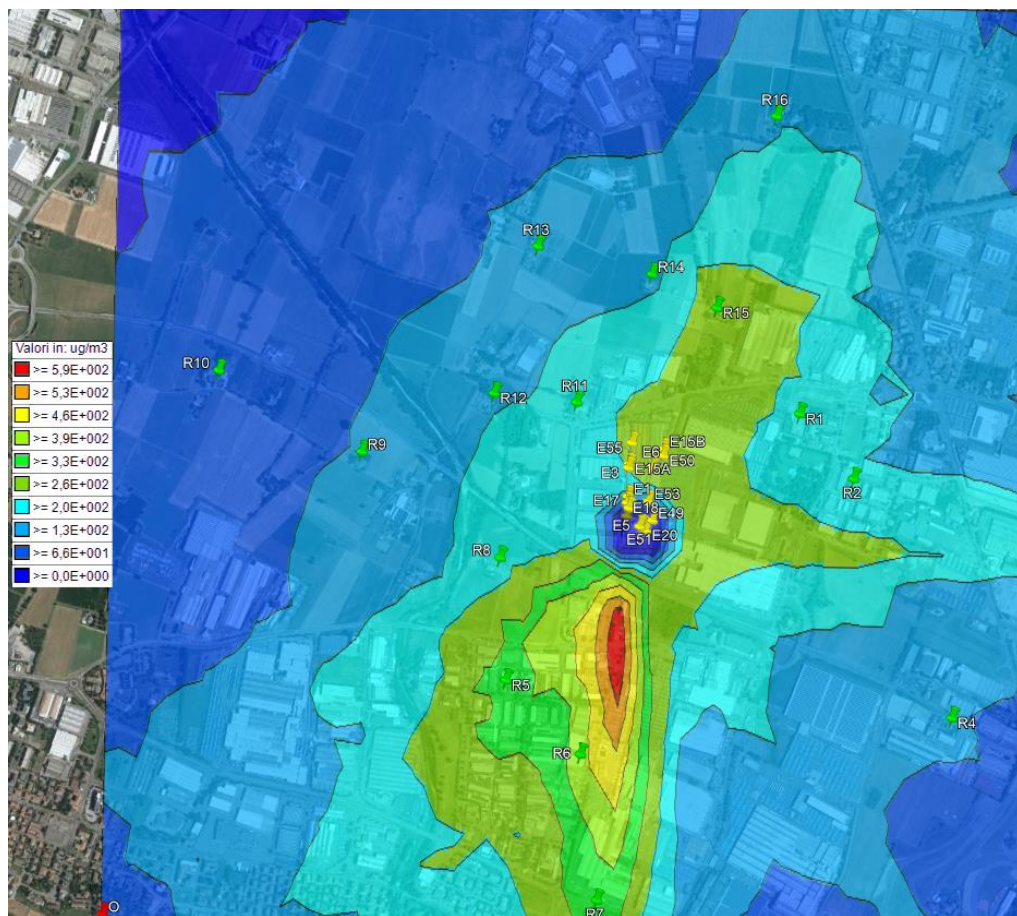 R16
R13
R14
R15
Valori in: ug/m3
>= 5,9E+002
>= 5,3E+002
>= 4,6E+002
>= 3,9E+002
>= 3,3E+002
>= 2,6E+002
>= 2,0E+002
>= 1,3E+002
>= 6,6E+001
>= 0,0E+000
R10
R12
R11
R1
R9
E55
E6
E15B
E50
E3
E15A
R2
E1
E17
E53
E18
E49
E5
E20
E51
R8
R5
R4
R6
R7
O